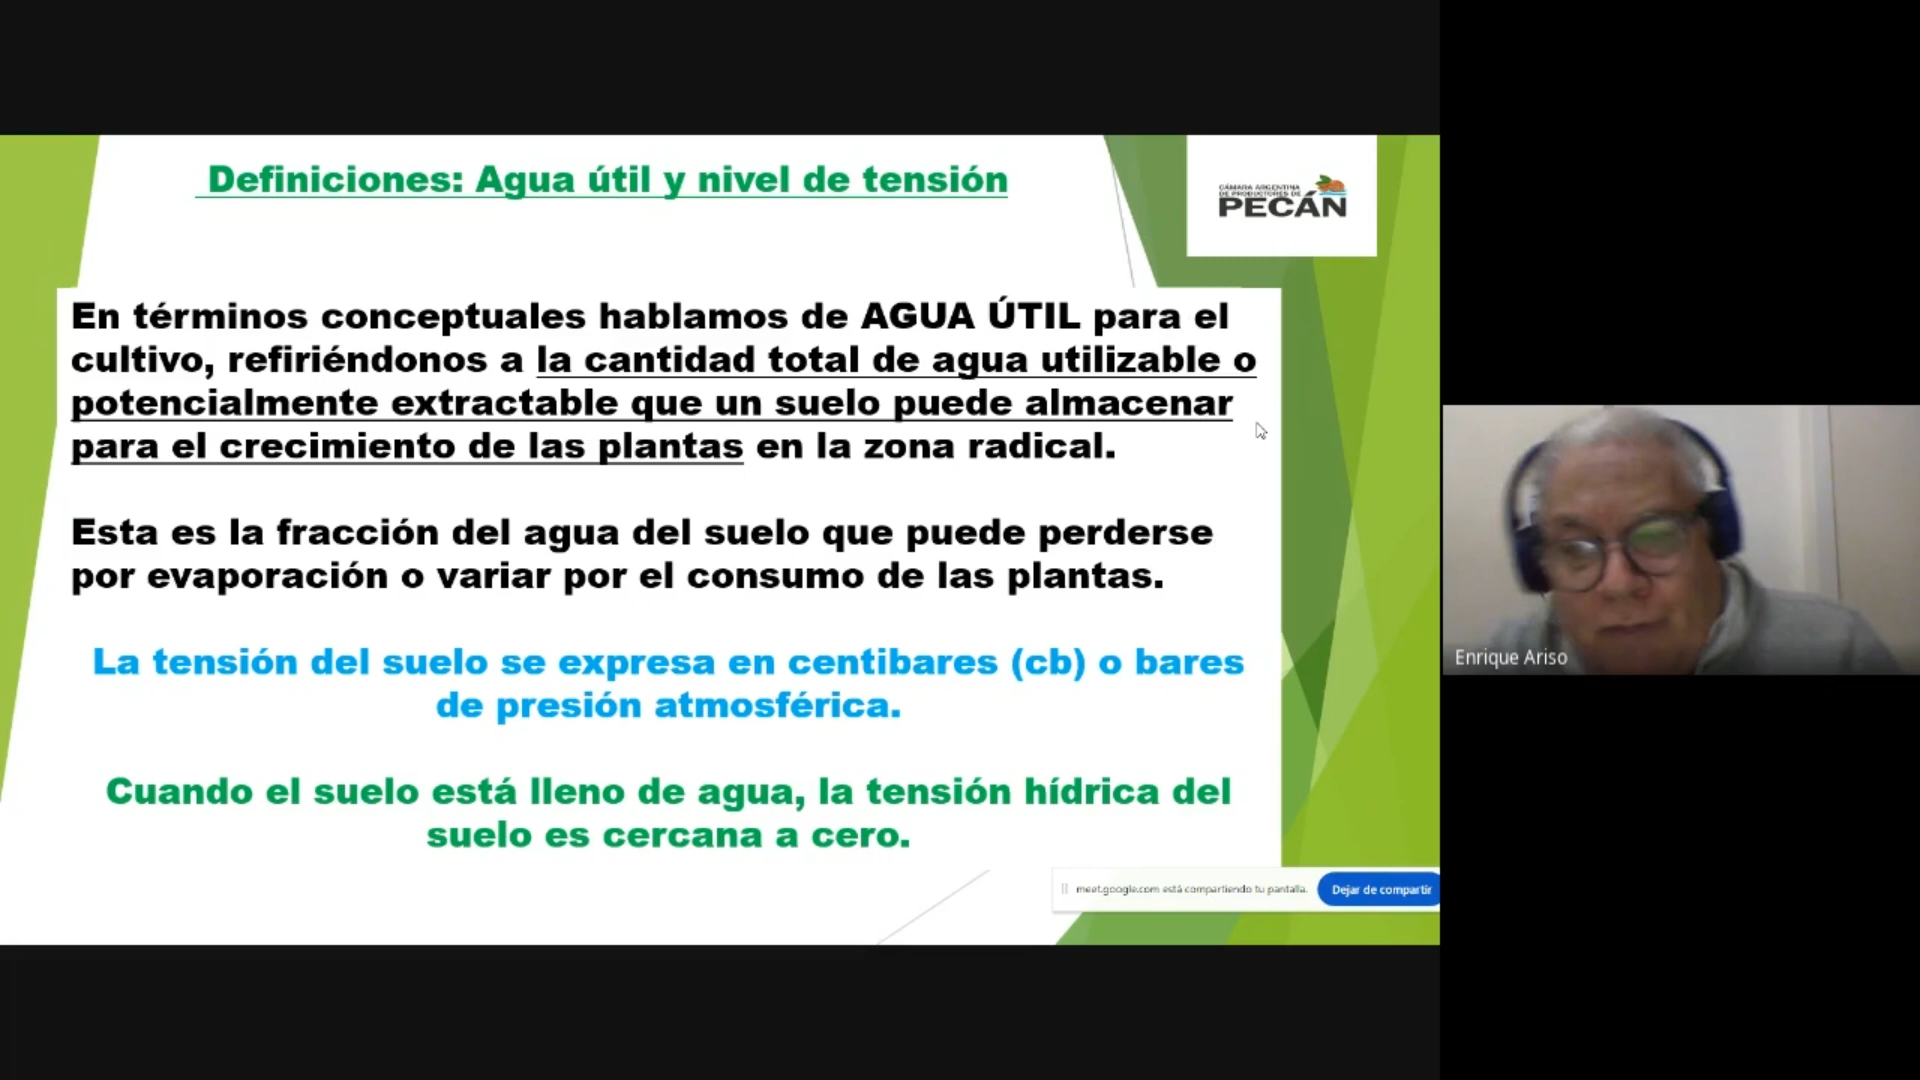 Definiciones: Agua útil y nivel de tensión
CÁMARA ARGENTINA
DE PRODUCTORES DE
PECÁN
En términos conceptuales hablamos de AGUA ÚTIL para el
cultivo, refiriéndonos a la cantidad total de agua utilizable o
potencialmente extractable que un suelo puede almacenar
para el crecimiento de las plantas en la zona radical.
Esta es la fracción del agua del suelo que puede perderse
por evaporación o variar por el consumo de las plantas.
La tensión del suelo se expresa en centibares (cb) o bares
de presión atmosférica.
Cuando el suelo está lleno de agua, la tensión hídrica del
suelo es cercana a cero.
meet.google.com está compartiendo tu pantalla.
Dejar de compartir
Enrique Ariso